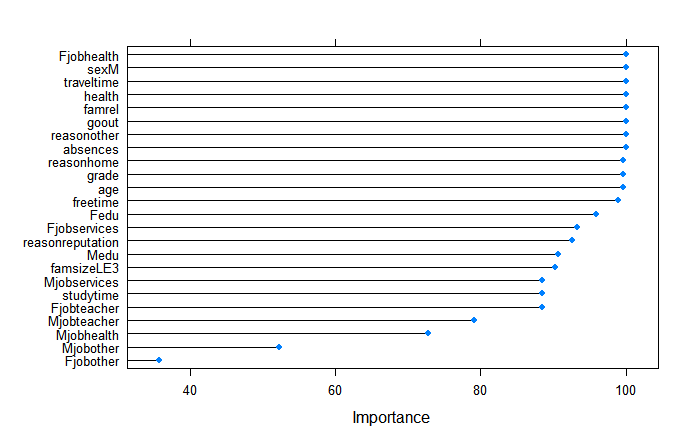 Fjobhealth
sexM
traveltime
health
famrel
goout
reasonother
absences
reasonhome
grade
age
freetime
Fedu
Fjobservices
reasonreputation
Medu
famsizeLE3
Mjobservices
studytime
Fjobteacher
Mjobteacher
Mjobhealth
Mjobother
Fjobother
40 60 80 100
Importance